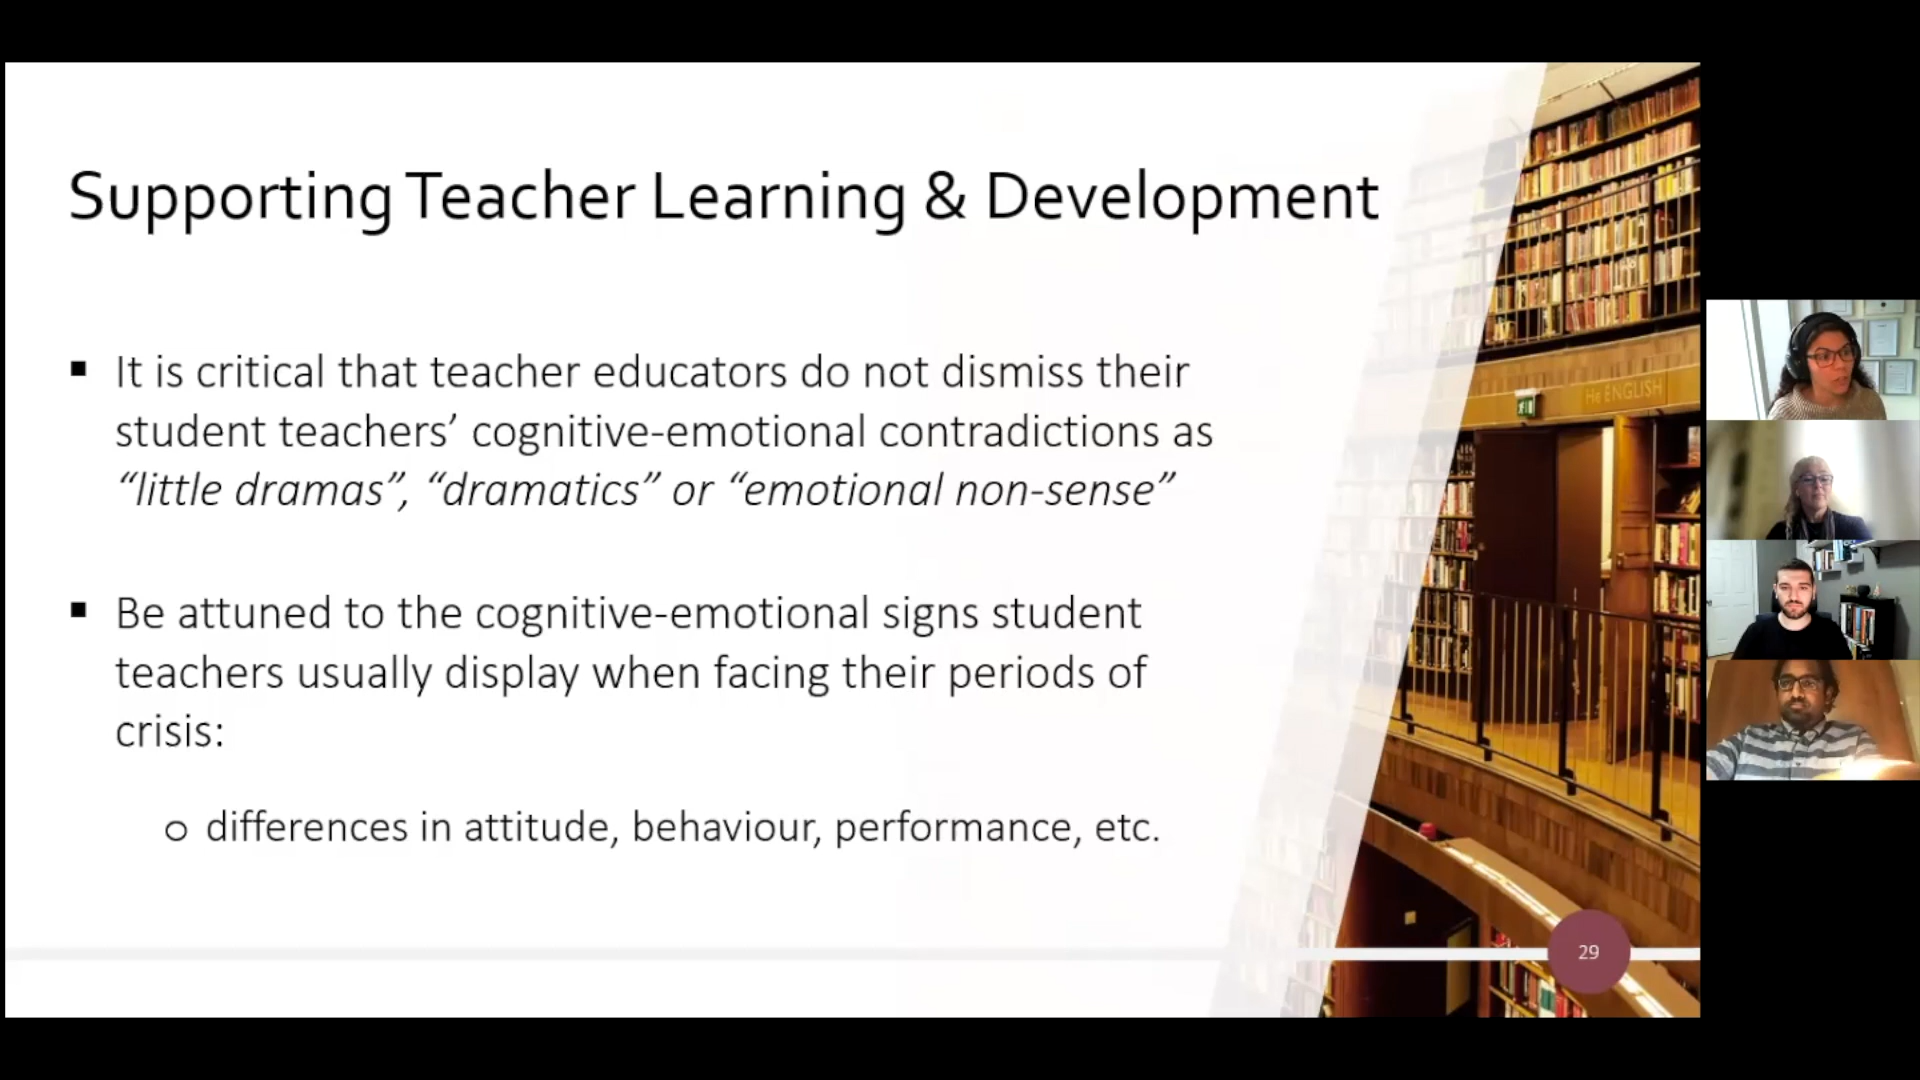 Supporting Teacher Learning & Development
▪ It is critical that teacher educators do not dismiss their
student teachers’ cognitive-emotional contradictions as
“little dramas”, “dramatics” or “emotional non-sense”
▪ Be attuned to the cognitive-emotional signs student
teachers usually display when facing their periods of
crisis:
o differences in attitude, behaviour, performance, etc.
ENGLISH
29